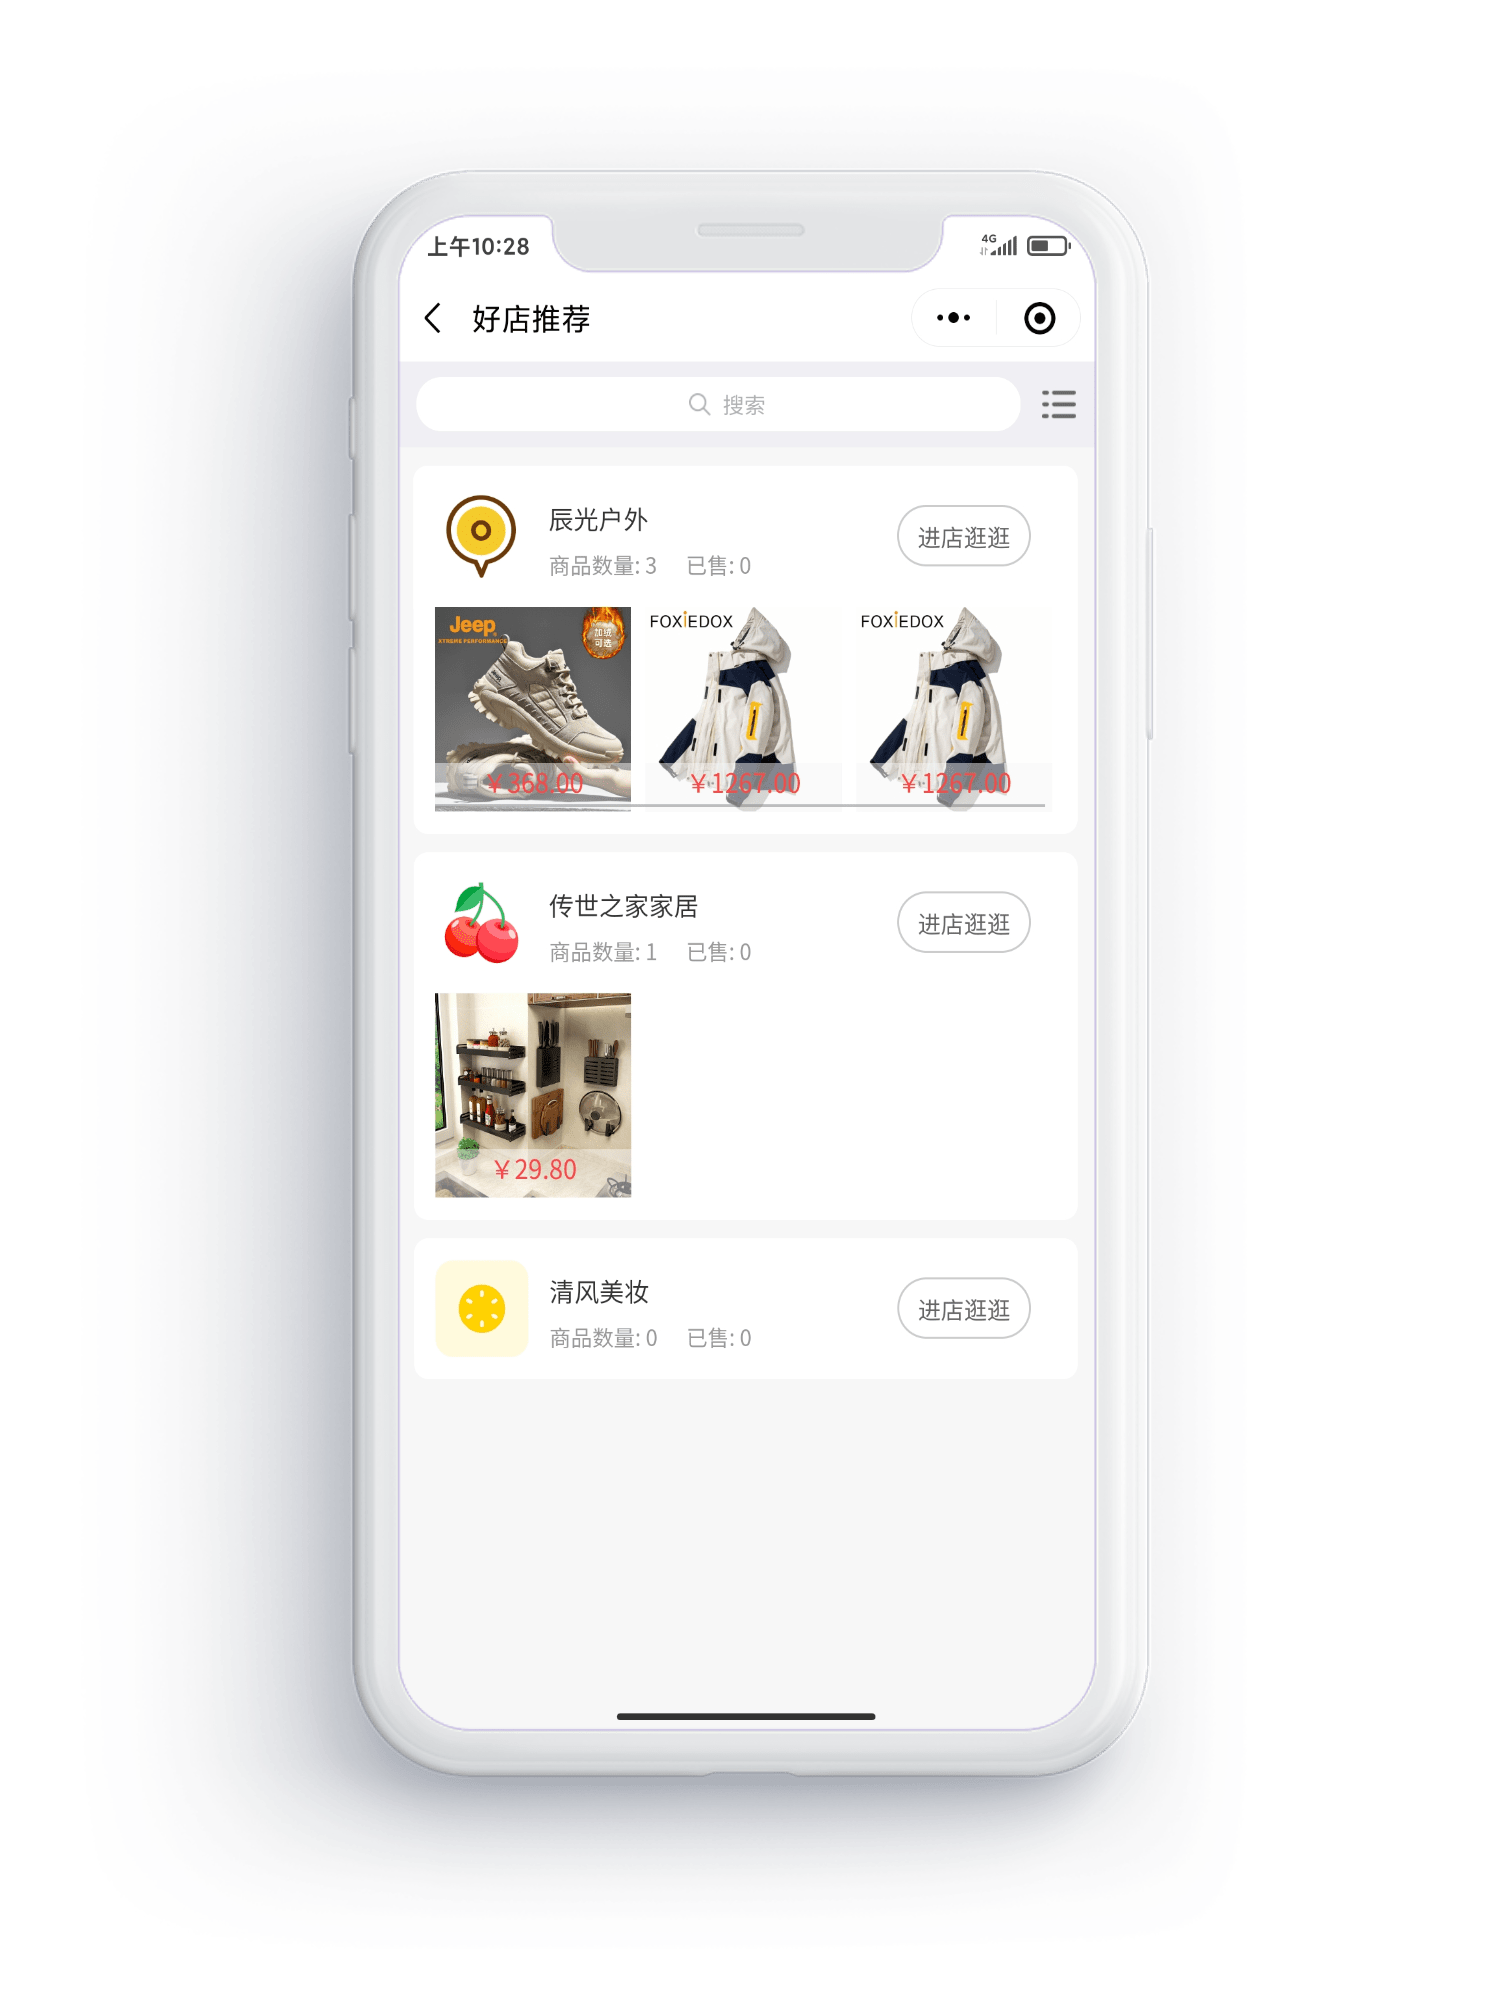 上午10:28
4G
好店推荐
搜索
辰光户外
进店逛逛
商品数量: 3 已售: 0
Jeep
XTREME PERFORMANCE
加绒
可选
FOXiEDOX
FOXiEDOX
￥368.00
￥1267.00
￥1267.00
传世之家家居
进店逛逛
商品数量: 1 已售: 0
￥29.80
清风美妆
进店逛逛
商品数量: 0 已售: 0